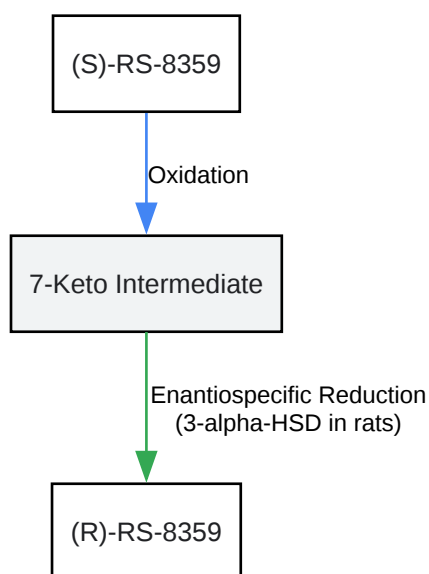 (S)-RS-8359
Oxidation
7-Keto Intermediate
Enantiospecific Reduction
(3-alpha-HSD in rats)
(R)-RS-8359